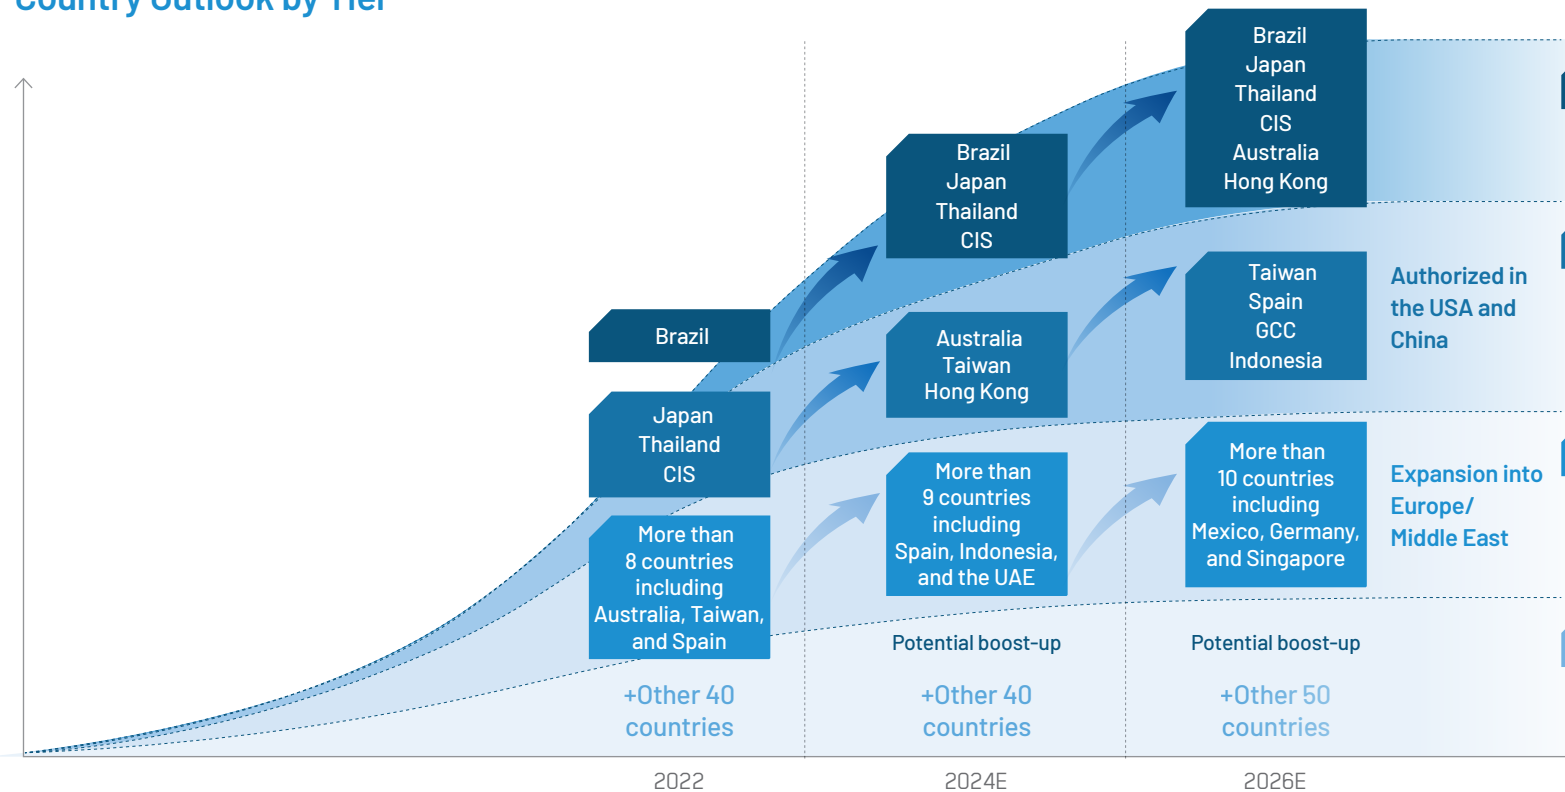 Country Outlook by Tier
Brazil
Japan
Thailand
CIS
More than
8 countries
including
Australia, Taiwan,
and Spain
+Other 40
countries
2022
Brazil
Japan
Thailand
CIS
Australia
Taiwan
Hong Kong
More than
9 countries
including
Spain, Indonesia,
and the UAE
Potential boost-up
+Other 40
countries
2024E
Brazil
Japan
Thailand
CIS
Australia
Hong Kong
Taiwan
Spain
GCC
Indonesia
More than
10 countries
including
Mexico, Germany,
and Singapore
Potential boost-up
+Other 50
countries
2026E
Authorized in
the USA and
China
Expansion into
Europe/
Middle East